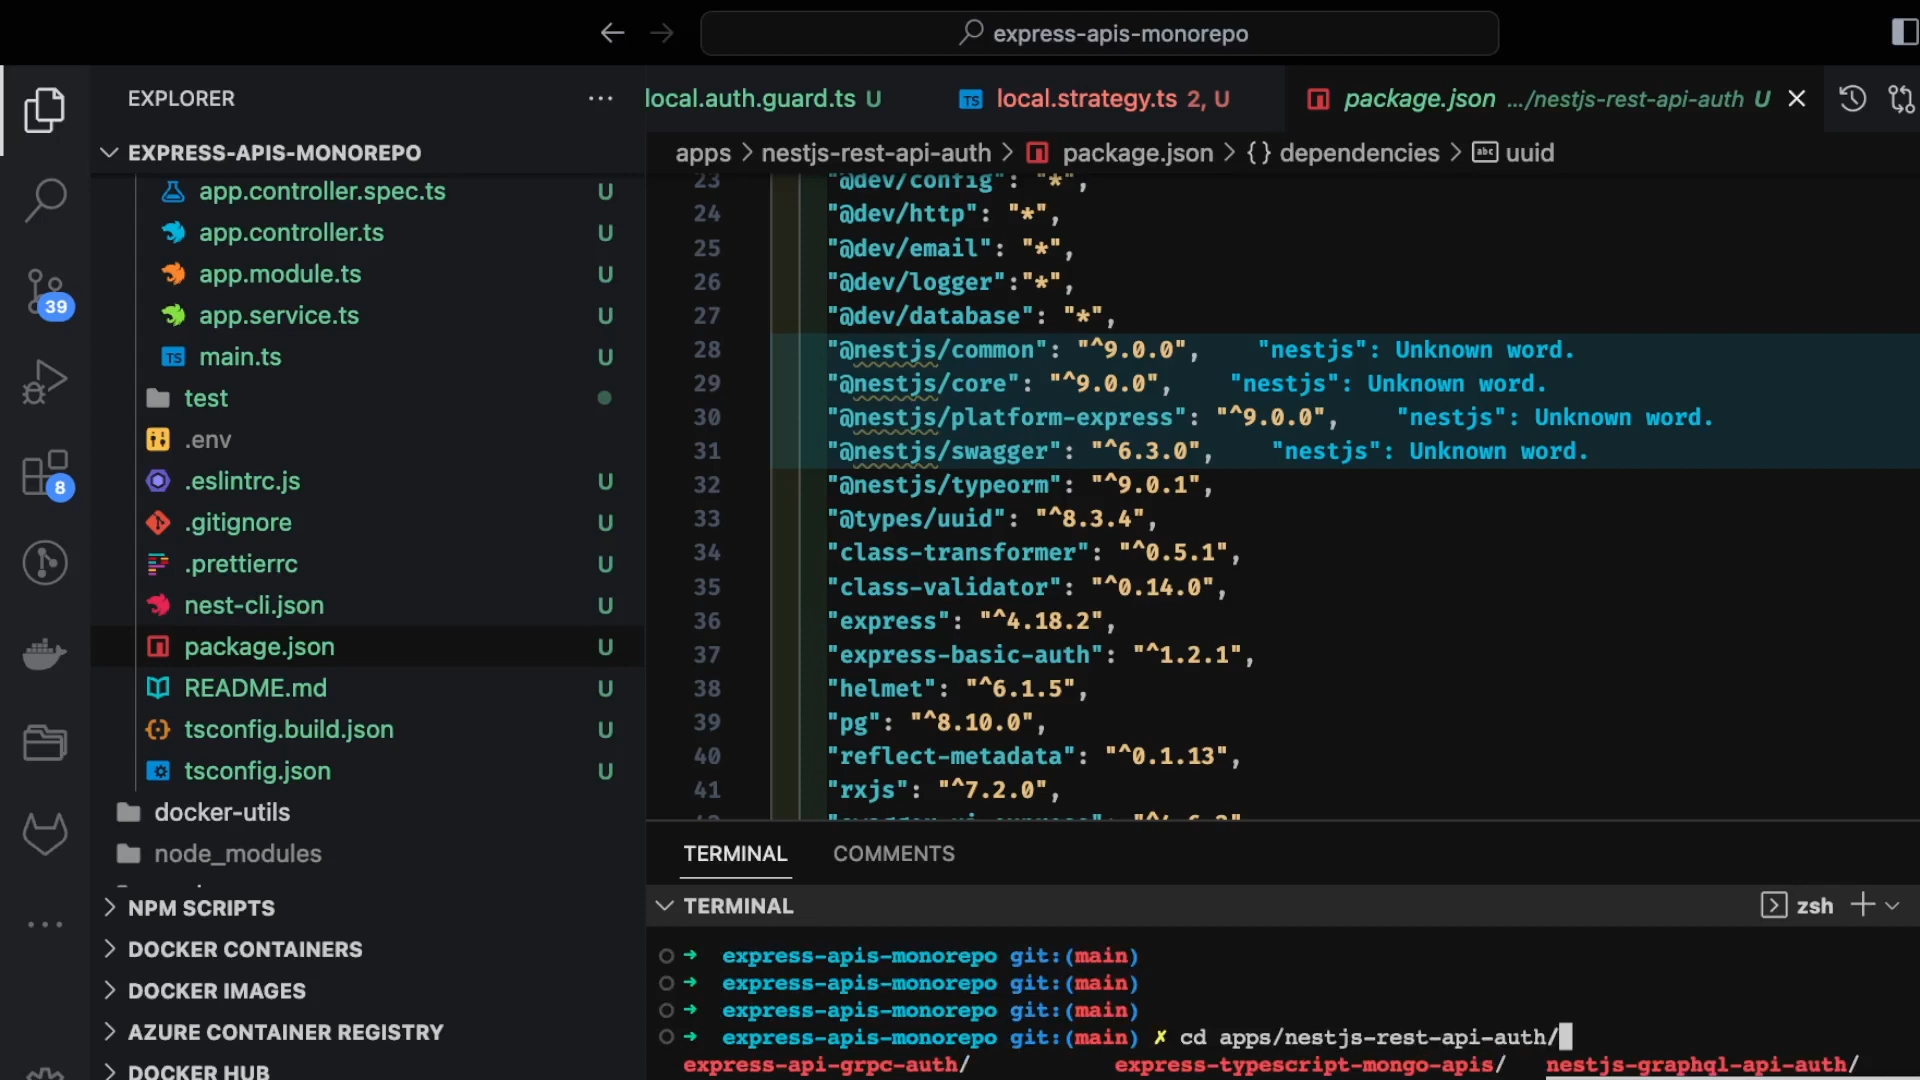 express-apis-monorepo
EXPLORER
local.auth.guard.ts U
TS local.strategy.ts 2, U
package.json .../nestjs-rest-api-auth U
EXPRESS-APIS-MONOREPO
apps > nestjs-rest-api-auth > package.json > {} dependencies > abc uuid
app.controller.spec.ts U
app.controller.ts U
app.module.ts U
app.service.ts U
TS main.ts U
test
.env
.eslintrc.js U
.gitignore U
.prettierrc U
nest-cli.json U
package.json U
README.md U
tsconfig.build.json U
tsconfig.json U
docker-utils
node_modules
NPM SCRIPTS
DOCKER CONTAINERS
DOCKER IMAGES
AZURE CONTAINER REGISTRY
DOCKER HUB
39
8
23 "@dev/config": "*",
24 "@dev/http": "*",
25 "@dev/email": "*",
26 "@dev/logger":"*",
27 "@dev/database": "*",
28 "@nestjs/common": "^9.0.0", "nestjs": Unknown word.
29 "@nestjs/core": "^9.0.0", "nestjs": Unknown word.
30 "@nestjs/platform-express": "^9.0.0", "nestjs": Unknown word.
31 "@nestjs/swagger": "^6.3.0", "nestjs": Unknown word.
32 "@nestjs/typeorm": "^9.0.1",
33 "@types/uuid": "^8.3.4",
34 "class-transformer": "^0.5.1",
35 "class-validator": "^0.14.0",
36 "express": "^4.18.2",
37 "express-basic-auth": "^1.2.1",
38 "helmet": "^6.1.5",
39 "pg": "^8.10.0",
40 "reflect-metadata": "^0.1.13",
41 "rxjs": "^7.2.0",
TERMINAL COMMENTS
TERMINAL zsh
➜ express-apis-monorepo git:(main)
➜ express-apis-monorepo git:(main)
➜ express-apis-monorepo git:(main)
➜ express-apis-monorepo git:(main) ✗ cd apps/nestjs-rest-api-auth/
express-api-grpc-auth/ express-typescript-mongo-apis/ nestjs-graphql-api-auth/